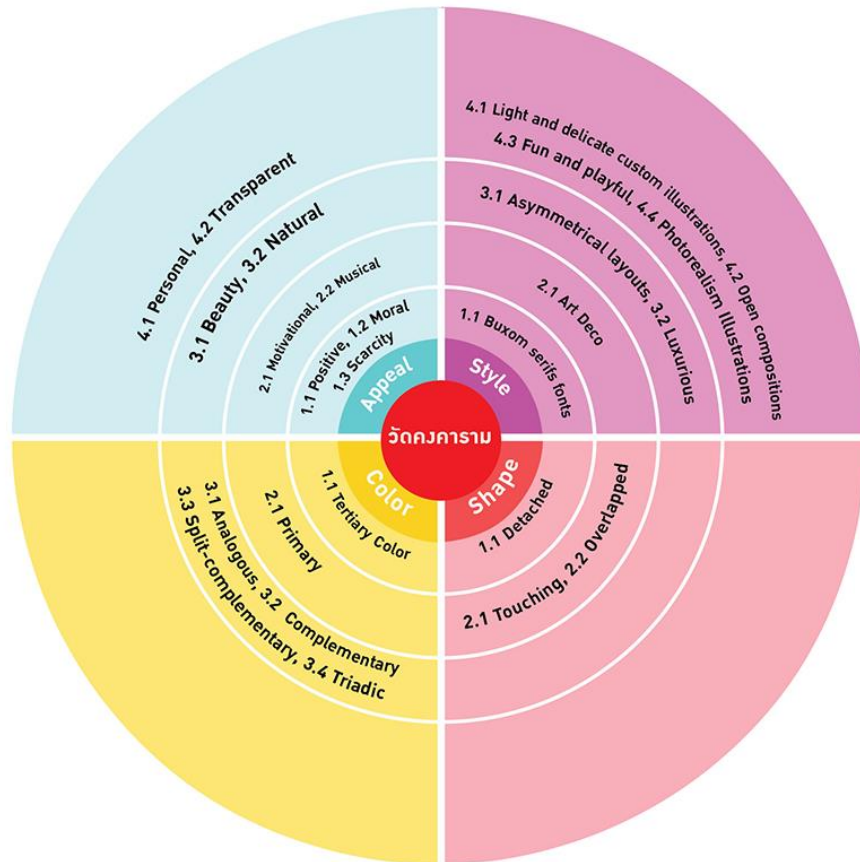 4.1 Personal, 4.2 Transparent
3.1 Beauty, 3.2 Natural
2.1 Motivational, 2.2 Musical
1.1 Positive, 1.2 Moral
1.3 Scarcity
Appeal
4.1 Light and delicate custom illustrations, 4.2 Open compositions
4.3 Fun and playful, 4.4 Photorealism Illustrations
3.1 Asymmetrical layouts, 3.2 Luxurious
2.1 Art Deco
1.1 Buxom serifs fonts
Style
วัดคงคาราม
Color
1.1 Tertiary Color
2.1 Primary
3.1 Analogous, 3.2 Complementary
3.3 Split-complementary, 3.4 Triadic
Shape
1.1 Detached
2.1 Touching, 2.2 Overlapped